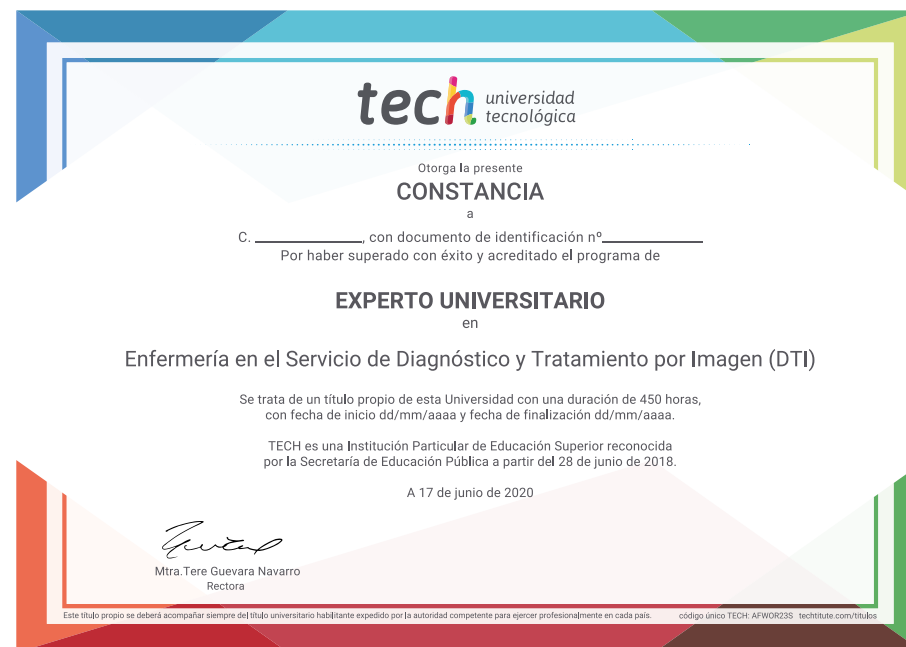 tech universidad
tecnológica
Otorga la presente
CONSTANCIA
a
C. ____________, con documento de identificación nº____________
Por haber superado con éxito y acreditado el programa de
EXPERTO UNIVERSITARIO
en
Enfermería en el Servicio de Diagnóstico y Tratamiento por Imagen (DTI)
Se trata de un título propio de esta Universidad con una duración de 450 horas,
con fecha de inicio dd/mm/aaaa y fecha de finalización dd/mm/aaaa.
TECH es una Institución Particular de Educación Superior reconocida
por la Secretaría de Educación Pública a partir del 28 de junio de 2018.
A 17 de junio de 2020
Mtra.Tere Guevara Navarro
Rectora
Este título propio se deberá acompañar siempre del título universitario habilitante expedido por la autoridad competente para ejercer profesionalmente en cada país. código único TECH: AFWOR23S techtitute.com/titulos